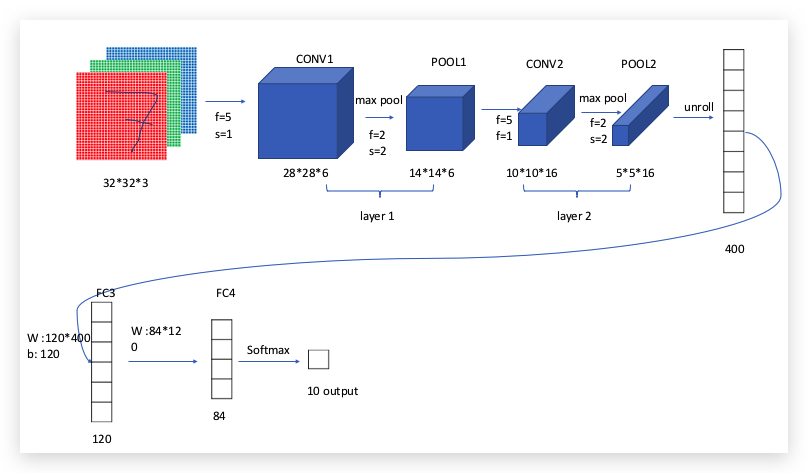 CONV1
POOL1
CONV2
POOL2
max pool
max pool
unroll
f=5
s=1
f=2
s=2
f=5
f=1
f=2
s=2
32*32*3
28*28*6
14*14*6
10*10*16
5*5*16
layer 1
layer 2
400
FC3
FC4
W :120*400
b: 120
W :84*12
0
Softmax
10 output
84
120